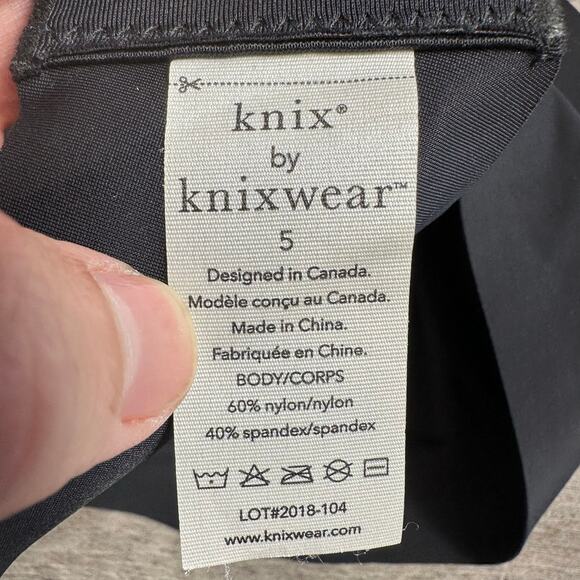 knix®
by
knixwear™
5
Designed in Canada.
Modèle conçu au Canada.
Made in China.
Fabriquée en Chine.
BODY/CORPS
60% nylon/nylon
40% spandex/spandex
LOT#2018-104
www.knixwear.com